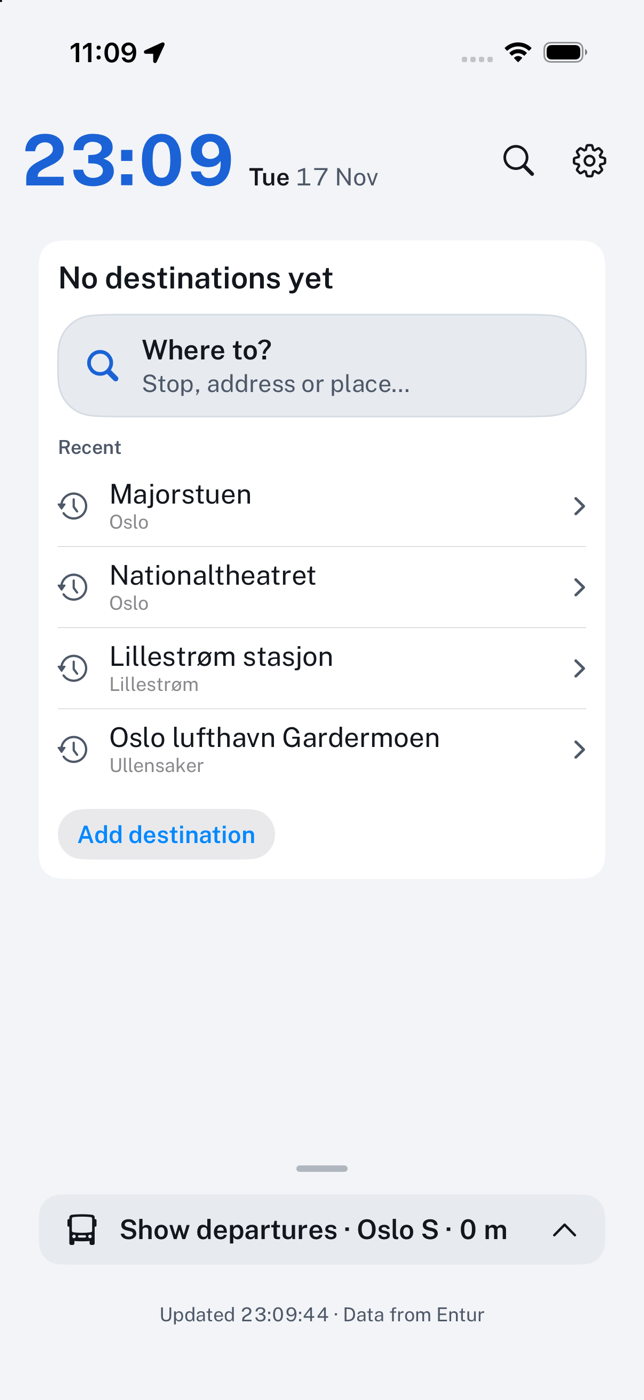 11:09
23:09 Tue 17 Nov
No destinations yet
Where to?
Stop, address or place...
Recent
Majorstuen
Oslo
Nationaltheatret
Oslo
Lillestrøm stasjon
Lillestrøm
Oslo lufthavn Gardermoen
Ullensaker
Add destination
Show departures · Oslo S · 0 m
Updated 23:09:44 · Data from Entur